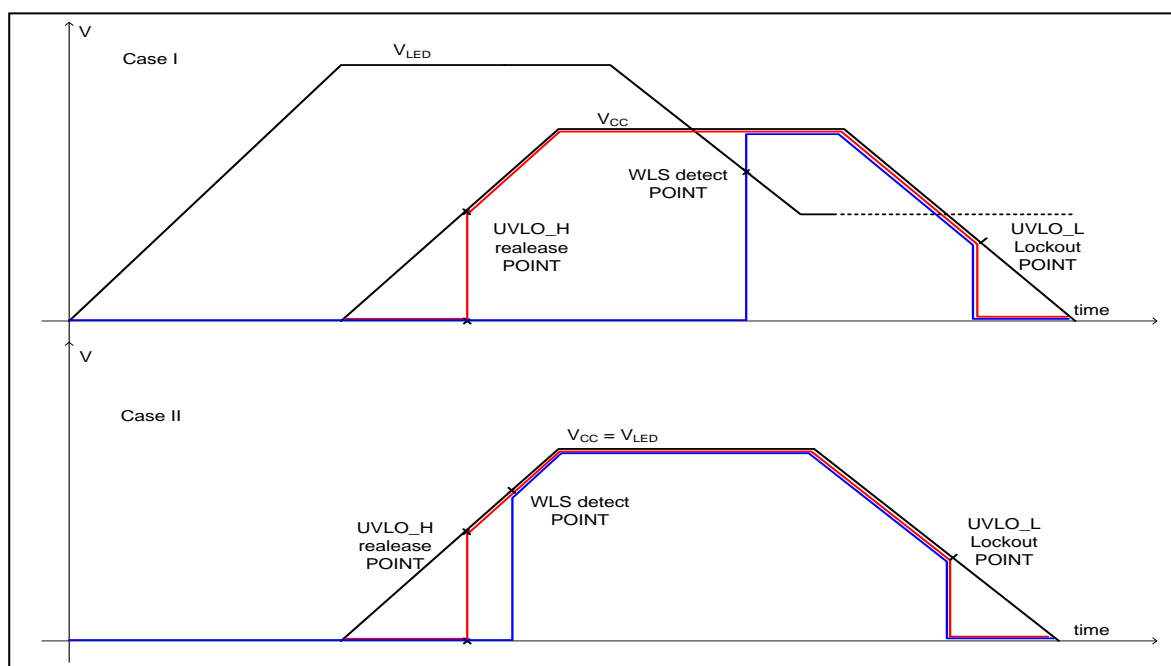 V
Case I
VLED
VCC
WLS detect
POINT
UVLO_H
realease
POINT
UVLO_L
Lockout
POINT
time
V
Case II
VCC = VLED
WLS detect
POINT
UVLO_H
realease
POINT
UVLO_L
Lockout
POINT
time